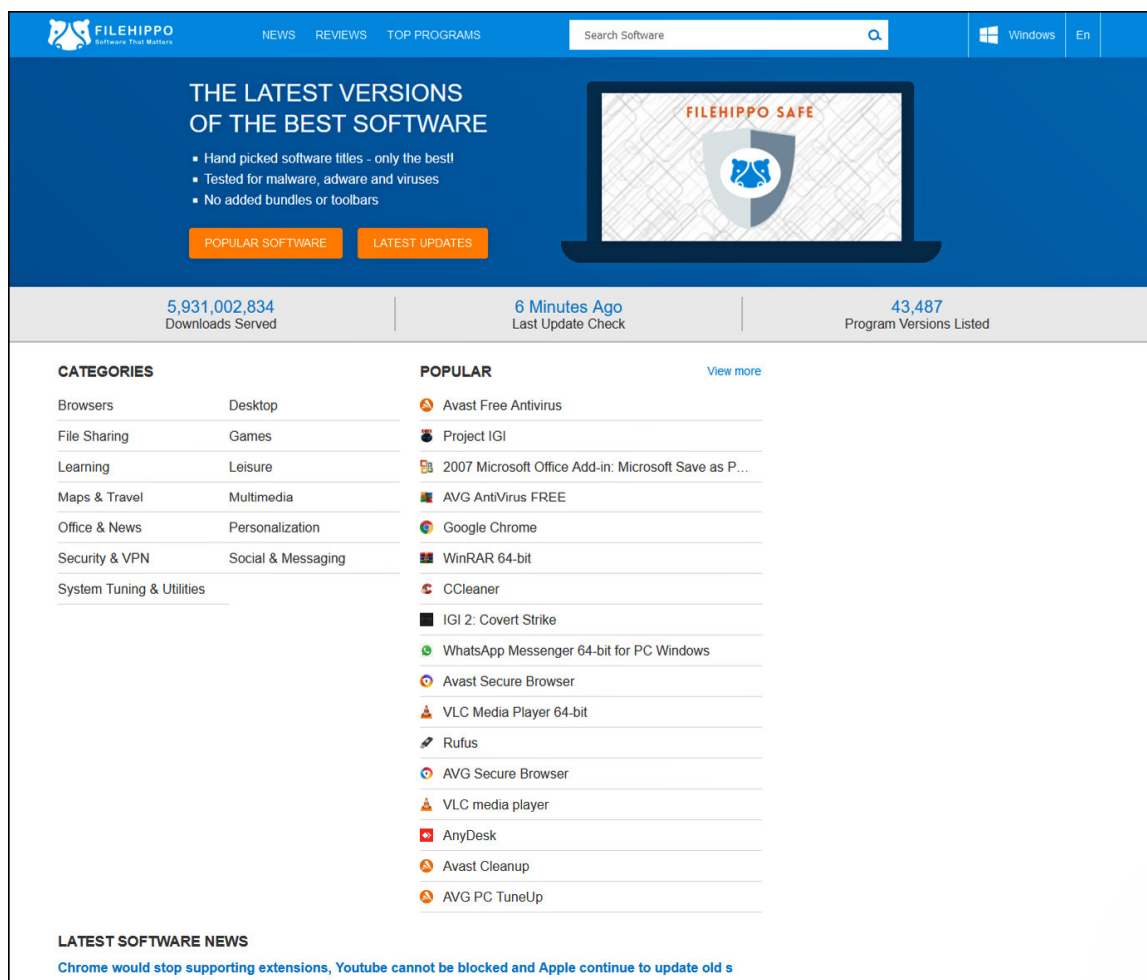 FILEHIPPO
Software That Matters
NEWS REVIEWS TOP PROGRAMS
Search Software
Windows En
THE LATEST VERSIONS
OF THE BEST SOFTWARE
Hand picked software titles - only the best!
Tested for malware, adware and viruses
No added bundles or toolbars
POPULAR SOFTWARE LATEST UPDATES
FILEHIPPO SAFE
5,931,002,834
Downloads Served
6 Minutes Ago
Last Update Check
43,487
Program Versions Listed
CATEGORIES
Browsers Desktop
File Sharing Games
Learning Leisure
Maps & Travel Multimedia
Office & News Personalization
Security & VPN Social & Messaging
System Tuning & Utilities
POPULAR View more
Avast Free Antivirus
Project IGI
2007 Microsoft Office Add-in: Microsoft Save as P...
AVG AntiVirus FREE
Google Chrome
WinRAR 64-bit
CCleaner
IGI 2: Covert Strike
WhatsApp Messenger 64-bit for PC Windows
Avast Secure Browser
VLC Media Player 64-bit
Rufus
AVG Secure Browser
VLC media player
AnyDesk
Avast Cleanup
AVG PC TuneUp
LATEST SOFTWARE NEWS
Chrome would stop supporting extensions, Youtube cannot be blocked and Apple continue to update old s